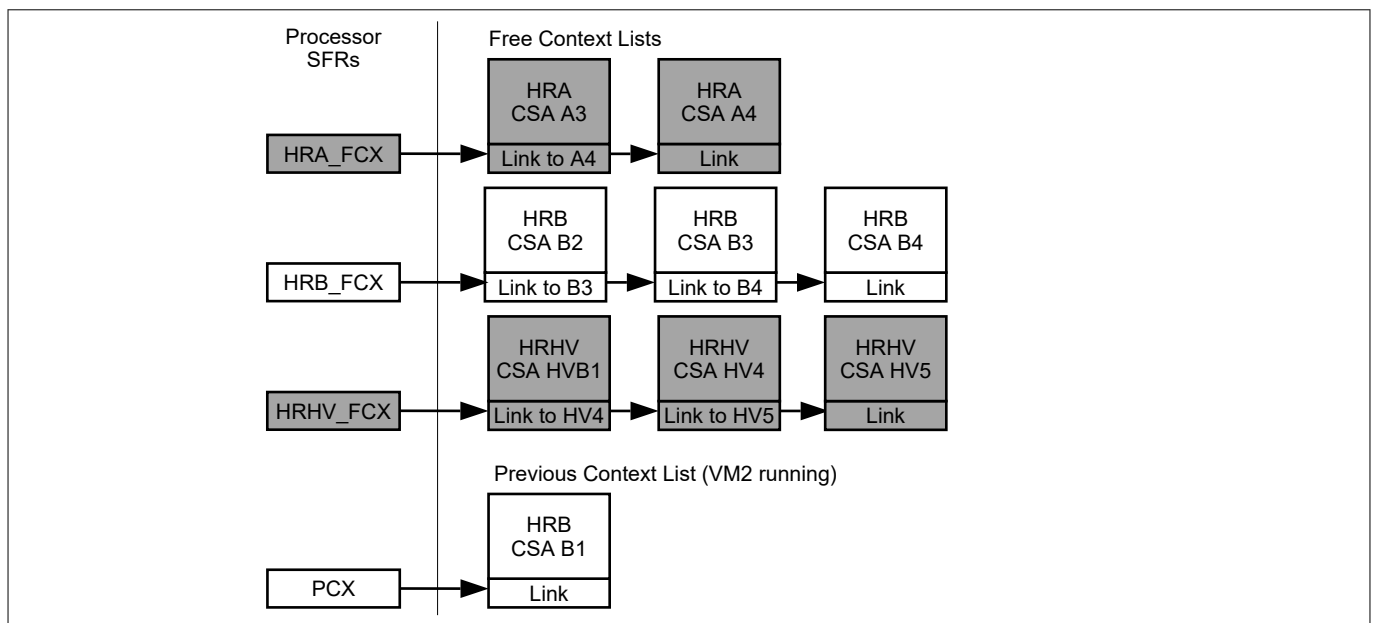 Processor
SFRs
Free Context Lists
HRA
CSA A3
HRA
CSA A4
HRA_FCX
Link to A4
Link
HRB
CSA B2
HRB
CSA B3
HRB
CSA B4
HRB_FCX
Link to B3
Link to B4
Link
HRHV
CSA HVB1
HRHV
CSA HV4
HRHV
CSA HV5
HRHV_FCX
Link to HV4
Link to HV5
Link
Previous Context List (VM2 running)
HRB
CSA B1
PCX
Link